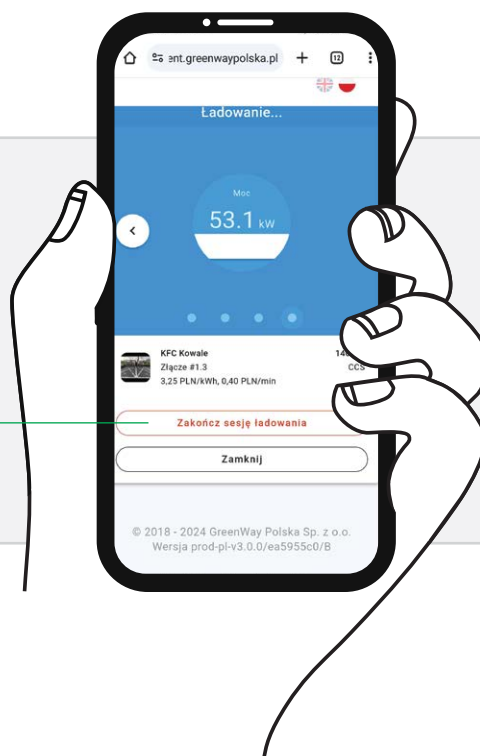 ent.greenwaypolska.pl
12
Ładowanie...
Moc
53.1 kW
KFC Kowale
Złącze #1.3
CCS
3,25 PLN/kWh, 0,40 PLN/min
Zakończ sesję ładowania
Zamknij
© 2018 - 2024 GreenWay Polska Sp. z o.o.
Wersja prod-pl-v3.0.0/ea5955c0/B